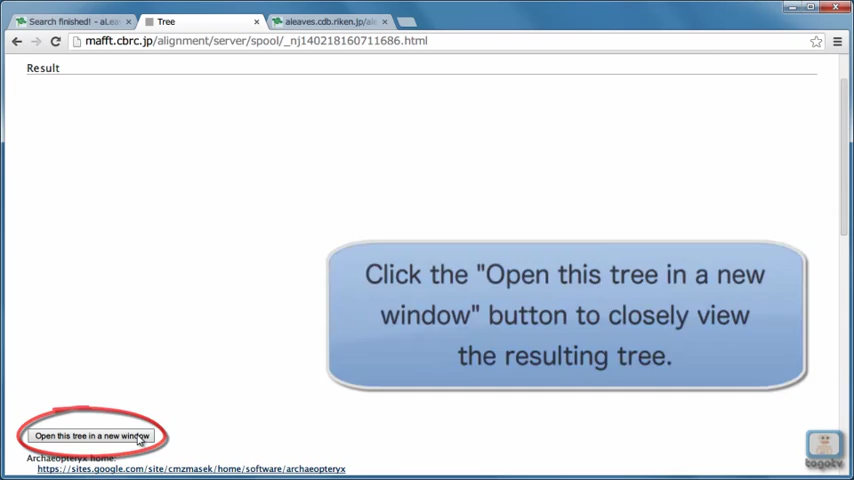 Search finished! - aLea
Tree
aleaves.cdb.riken.jp/ale
mafft.cbrc.jp/alignment/server/spool/_nj140218160711686.html
Result
Click the "Open this tree in a new
window" button to closely view
the resulting tree.
Open this tree in a new window
Archaeopteryx home:
https://sites.google.com/site/cmzmasek/home/software/archaeopteryx
togotv